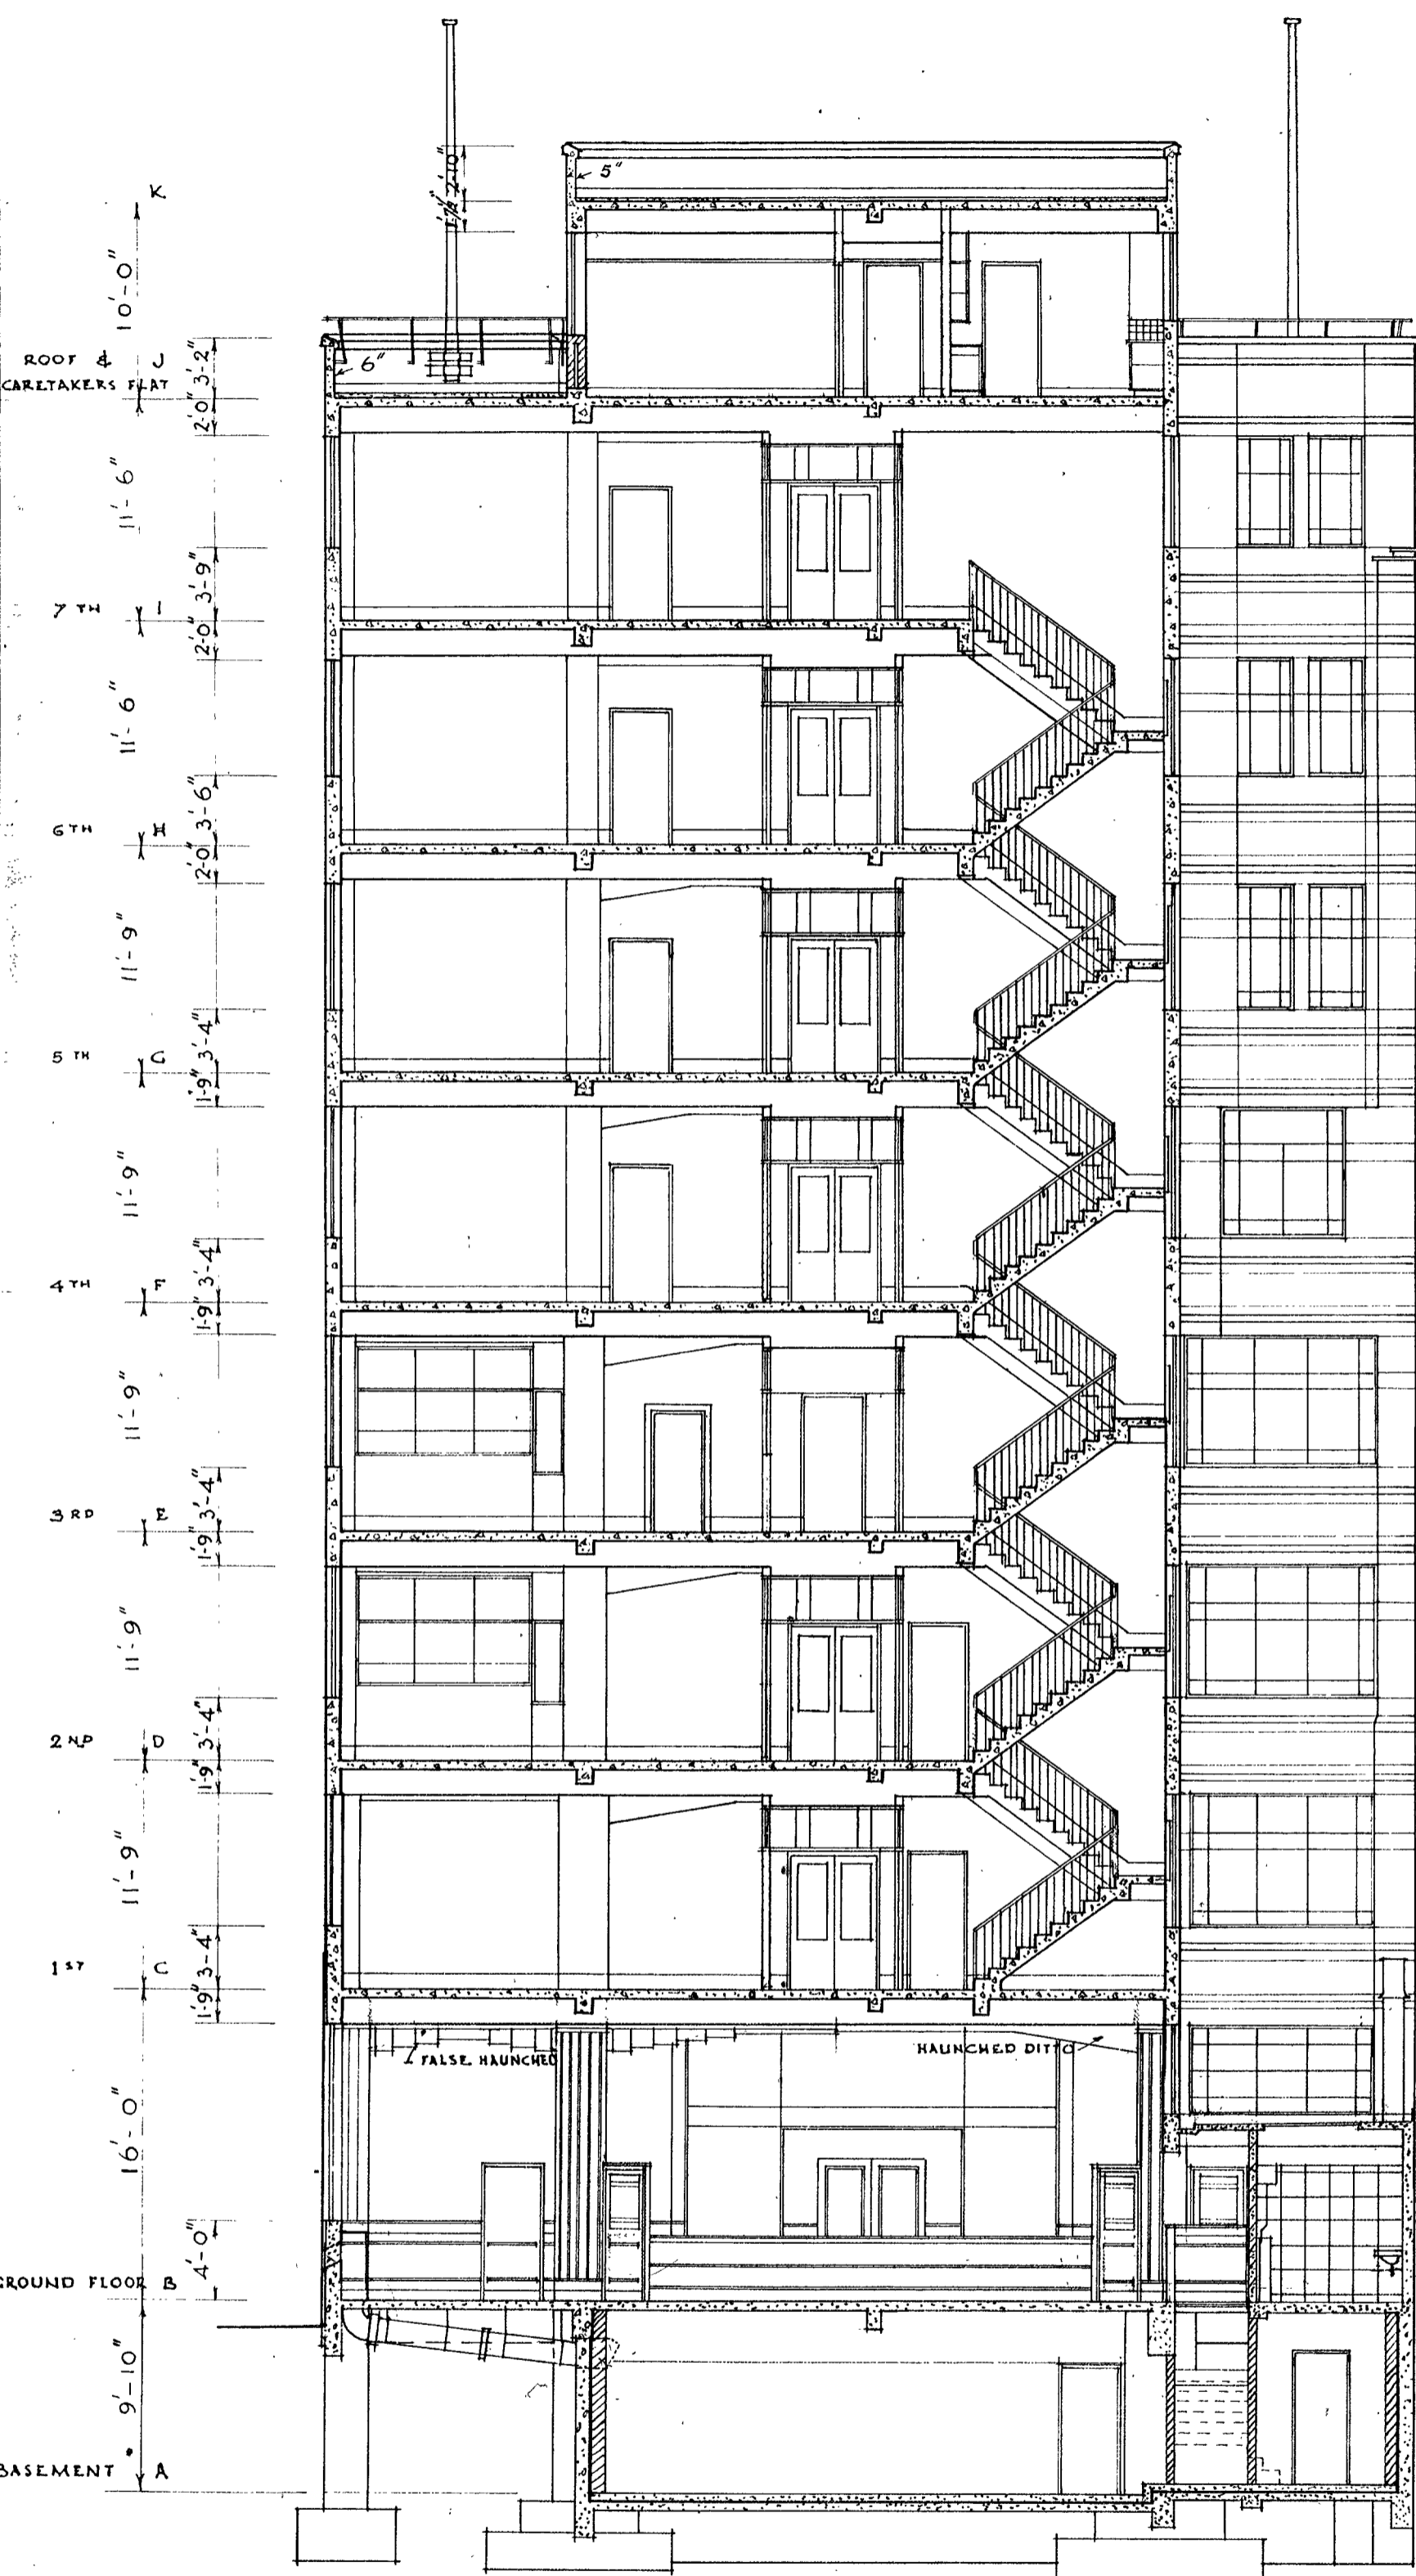 K
5"
2'-10"
10'-0"
ROOF & J
CARETAKERS FLAT
3'-2"
6"
2'-0"
11'-6"
3'-9"
7TH I
2'-0"
11'-6"
3'-6"
6TH H
2'-0"
11'-9"
3'-4"
5TH G
1'-9"
11'-9"
3'-4"
4TH F
1'-9"
11'-9"
3'-4"
3RD E
1'-9"
11'-9"
3'-4"
2ND D
1'-9"
11'-9"
3'-4"
1ST C
1'-9"
FALSE HAUNCHED
HAUNCHED DITTO
16'-0"
4'-0"
GROUND FLOOR B
9'-10"
BASEMENT A